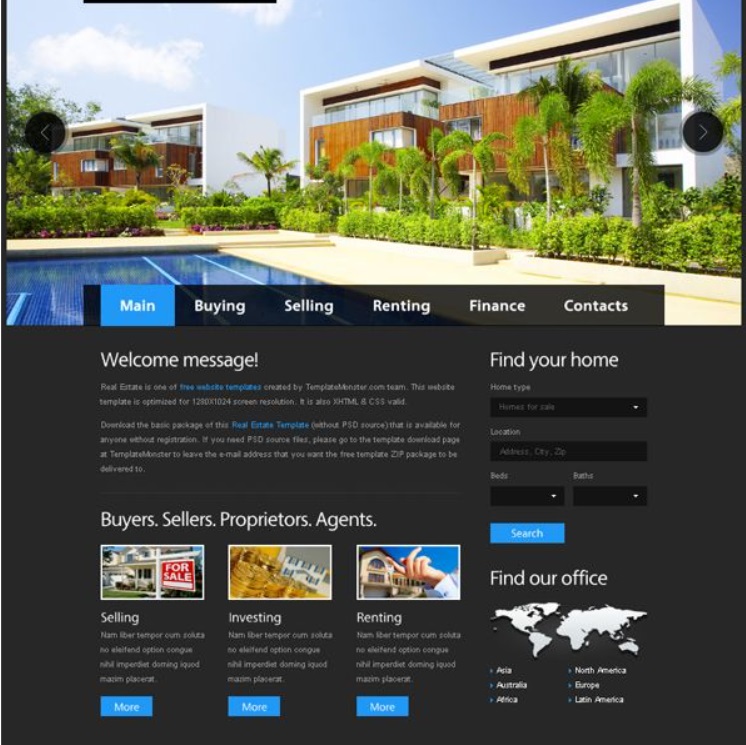 Main Buying Selling Renting Finance Contacts
Welcome message!
Real Estate is one of free website templates created by TemplateMonster.com team. This website
template is optimized for 1280X1024 screen resolution. It is also XHTML & CSS valid.
Download the basic package of this Real Estate Template (without PSD source) that is available for
anyone without registration. If you need PSD source files, please go to the template download page
at TemplateMonster to leave the e-mail address that you want the free template ZIP package to be
delivered to.
Buyers. Sellers. Proprietors. Agents.
FOR
SALE
Selling
Nam liber tempor cum soluta
no eleifend option congue
nihil imperdiet doming iquod
mazim placerat.
More
Investing
Nam liber tempor cum soluta
no eleifend option congue
nihil imperdiet doming iquod
mazim placerat.
More
Renting
Nam liber tempor cum soluta
no eleifend option congue
nihil imperdiet doming iquod
mazim placerat.
More
Find your home
Home type
Homes for sale
Location
Address, City, Zip
Beds Baths
Search
Find our office
Asia North America
Australia Europe
Africa Latin America